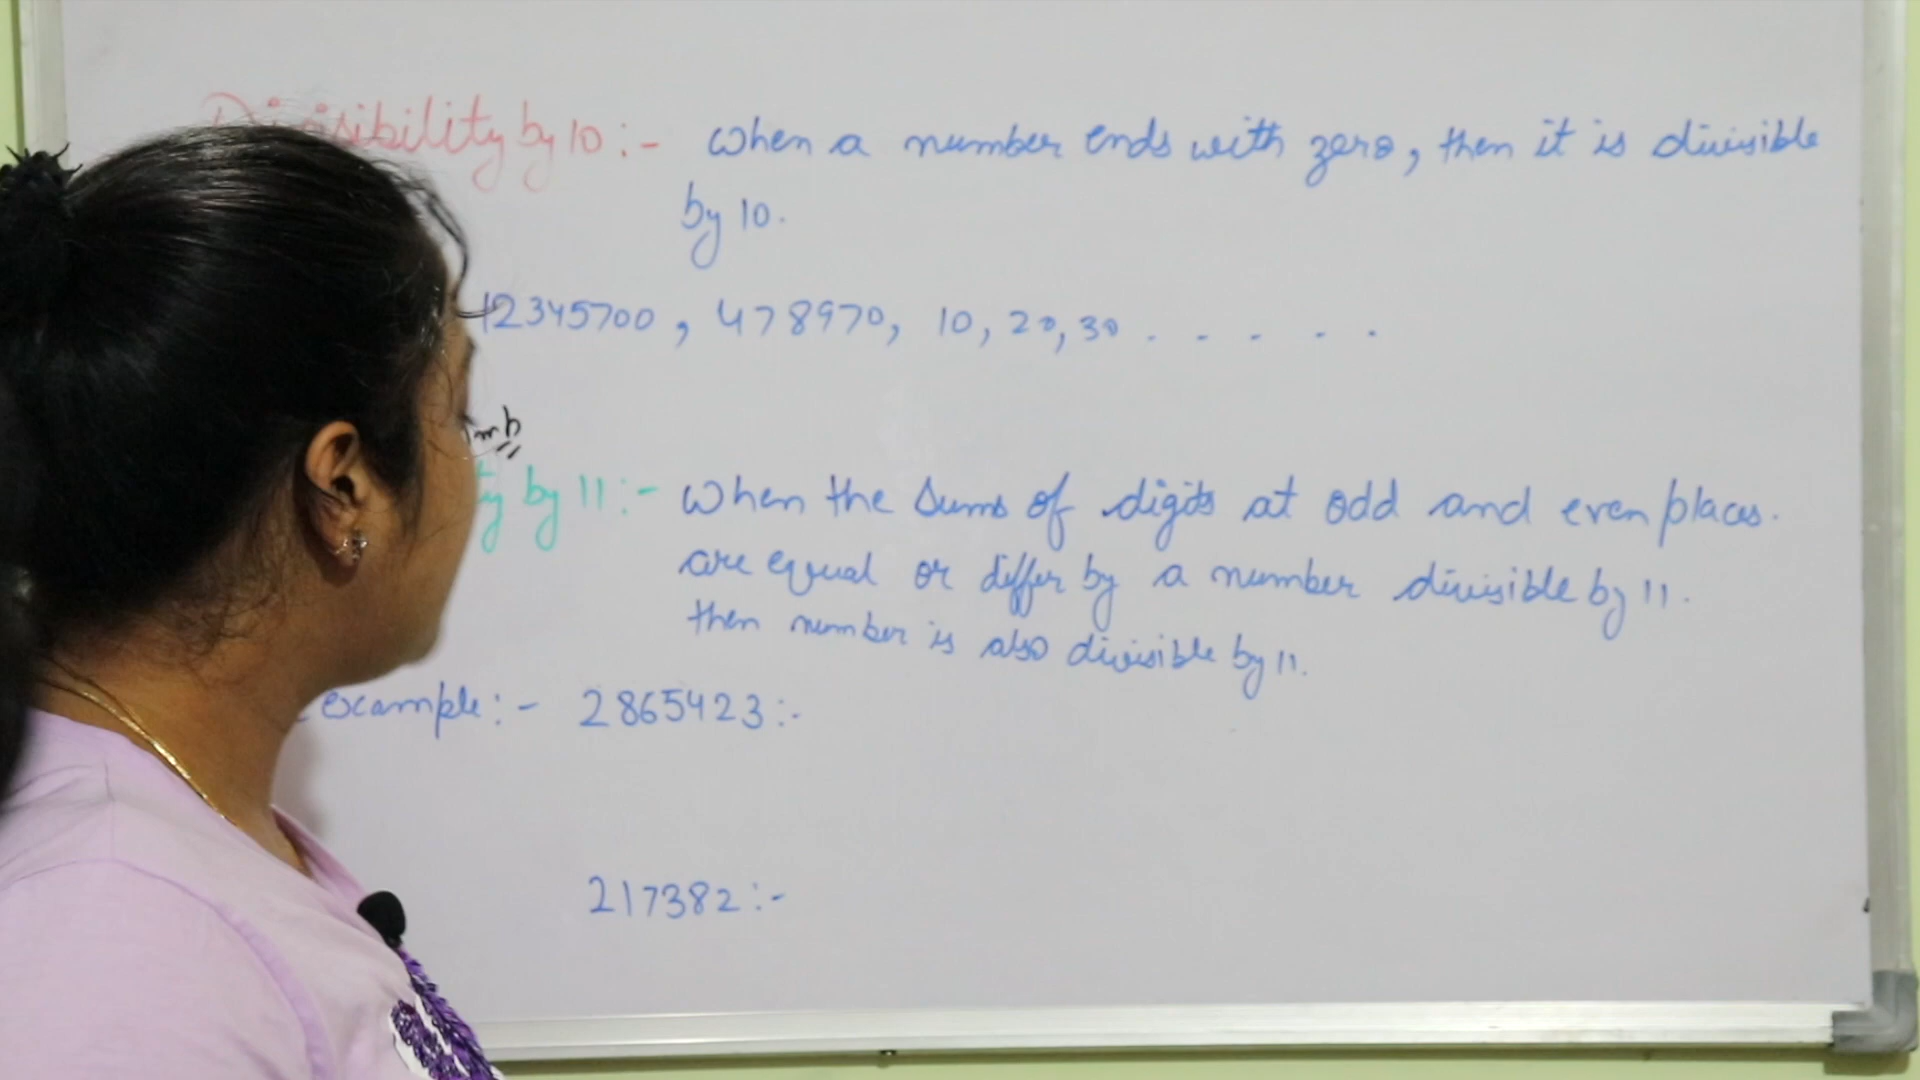 Divisibility by 10:- When a number ends with zero, then it is divisible
by 10.
12345700, 478970, 10, 20, 30 . . . . .
by 11:- When the sums of digits at odd and even places.
are equal or differ by a number divisible by 11.
then number is also divisible by 11.
example:- 2865423:-
217382:-